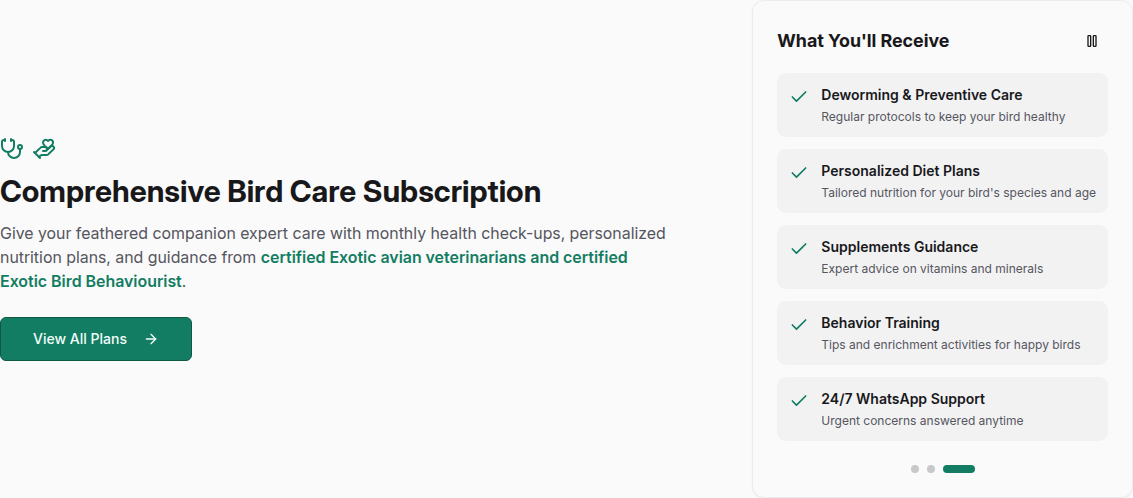 Comprehensive Bird Care Subscription
Give your feathered companion expert care with monthly health check-ups, personalized
nutrition plans, and guidance from certified Exotic avian veterinarians and certified
Exotic Bird Behaviourist.
View All Plans
What You'll Receive
Deworming & Preventive Care
Regular protocols to keep your bird healthy
Personalized Diet Plans
Tailored nutrition for your bird's species and age
Supplements Guidance
Expert advice on vitamins and minerals
Behavior Training
Tips and enrichment activities for happy birds
24/7 WhatsApp Support
Urgent concerns answered anytime